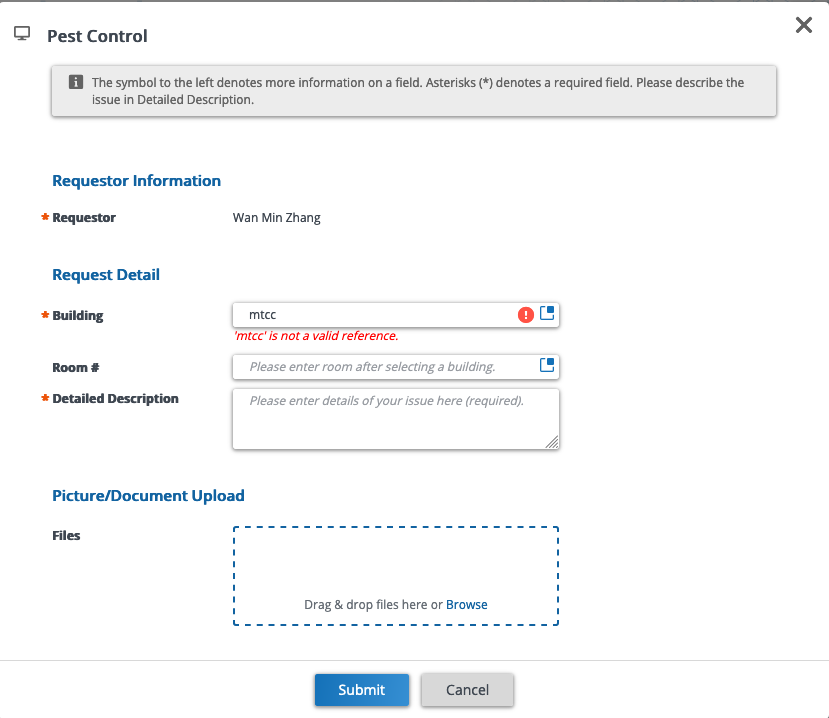 Pest Control
The symbol to the left denotes more information on a field. Asterisks (*) denotes a required field. Please describe the
issue in Detailed Description.
Requestor Information
* Requestor
Wan Min Zhang
Request Detail
* Building
mtcc
'mtcc' is not a valid reference.
Room #
Please enter room after selecting a building.
* Detailed Description
Please enter details of your issue here (required).
Picture/Document Upload
Files
Drag & drop files here or Browse
Submit
Cancel